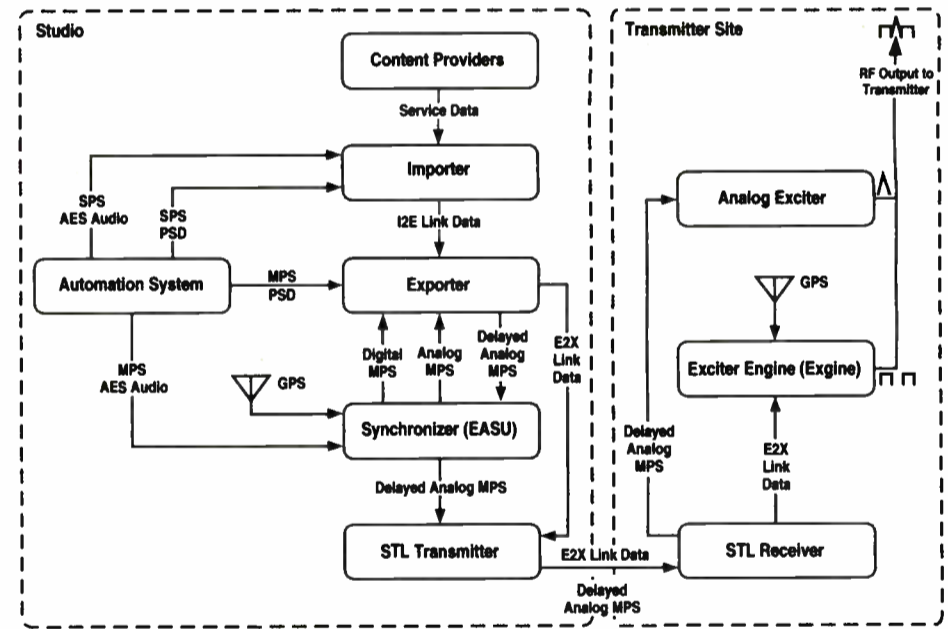 Studio
Content Providers
Service Data
Importer
SPS
AES Audio
SPS
PSD
I2E Link Data
Automation System
MPS
PSD
Exporter
MPS
AES Audio
Digital
MPS
Analog
MPS
Delayed
Analog
MPS
E2X
Link
Data
GPS
Synchronizer (EASU)
Delayed Analog MPS
STL Transmitter
E2X Link Data
Delayed
Analog MPS
Transmitter Site
RF Output to
Transmitter
Analog Exciter
GPS
Exciter Engine (Exgine)
Delayed
Analog
MPS
E2X
Link
Data
STL Receiver